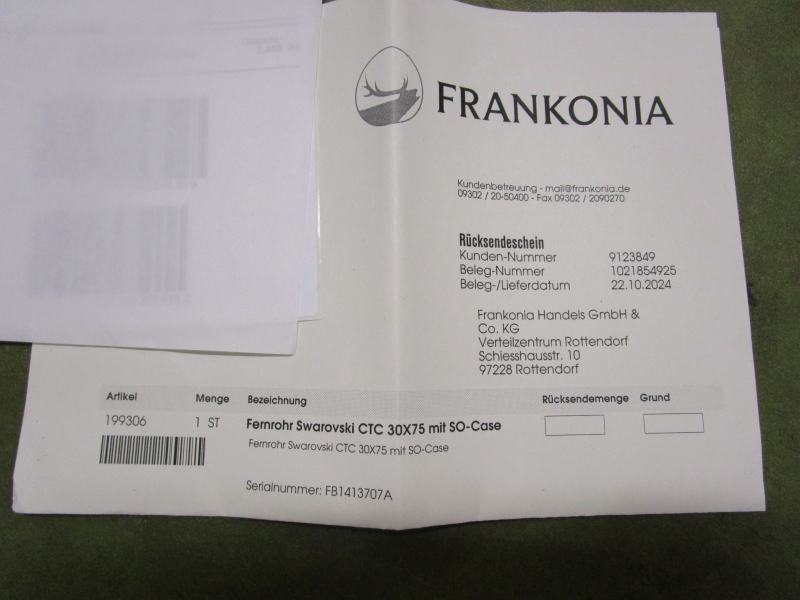 FRANKONIA
Kundenbetreuung - mail@frankonia.de
09302 / 20-50400 - Fax 09302 / 2090270
Rücksendeschein
Kunden-Nummer 9123849
Beleg-Nummer 1021854925
Beleg-/Lieferdatum 22.10.2024
Frankonia Handels GmbH &
Co. KG
Verteilzentrum Rottendorf
Schiesshausstr. 10
97228 Rottendorf
Artikel Menge Bezeichnung Rücksendemenge Grund
199306 1 ST Fernrohr Swarovski CTC 30X75 mit SO-Case
Fernrohr Swarovski CTC 30X75 mit SO-Case
Serialnummer: FB1413707A